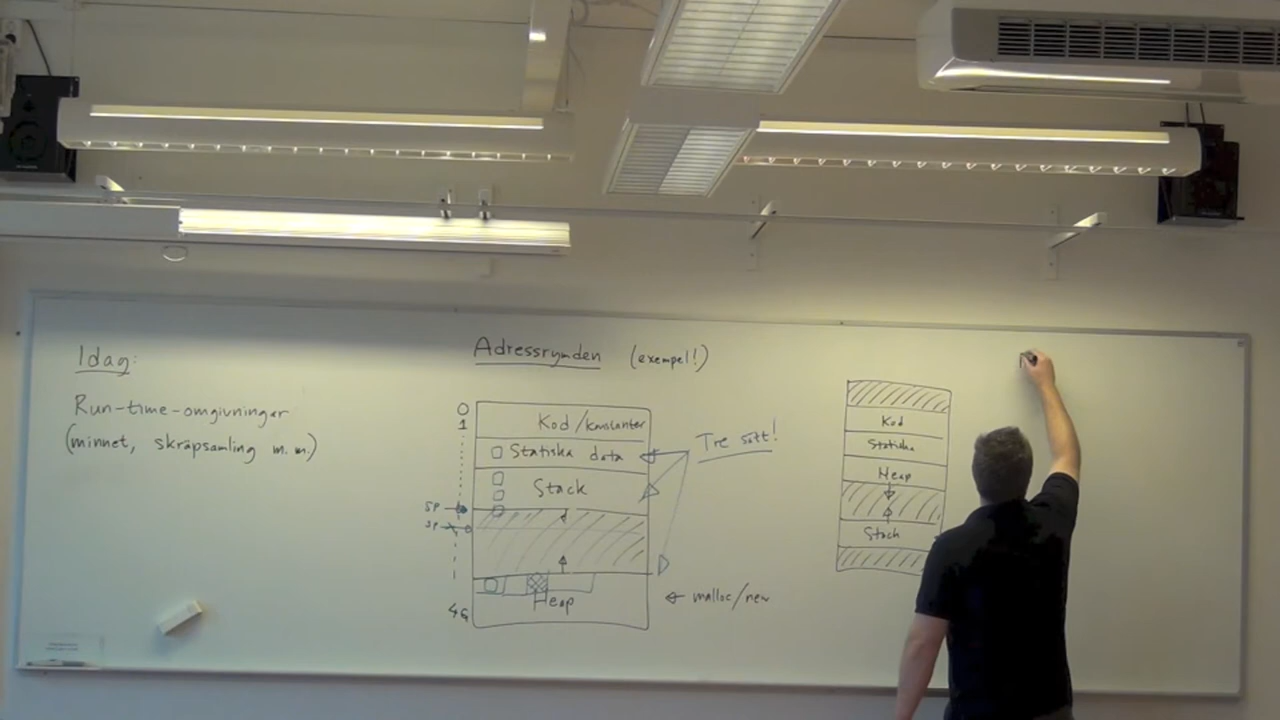 Idag:
Run-time-omgivningar
(minnet, skräpsamling m.m.)
Adressrymden (exempel!)
0
1
Kod/konstanter
Statiska data
Stack
SP
SP
4G
Heap
Tre sätt!
← malloc/new
Kod
Statiska
Heap
Stack